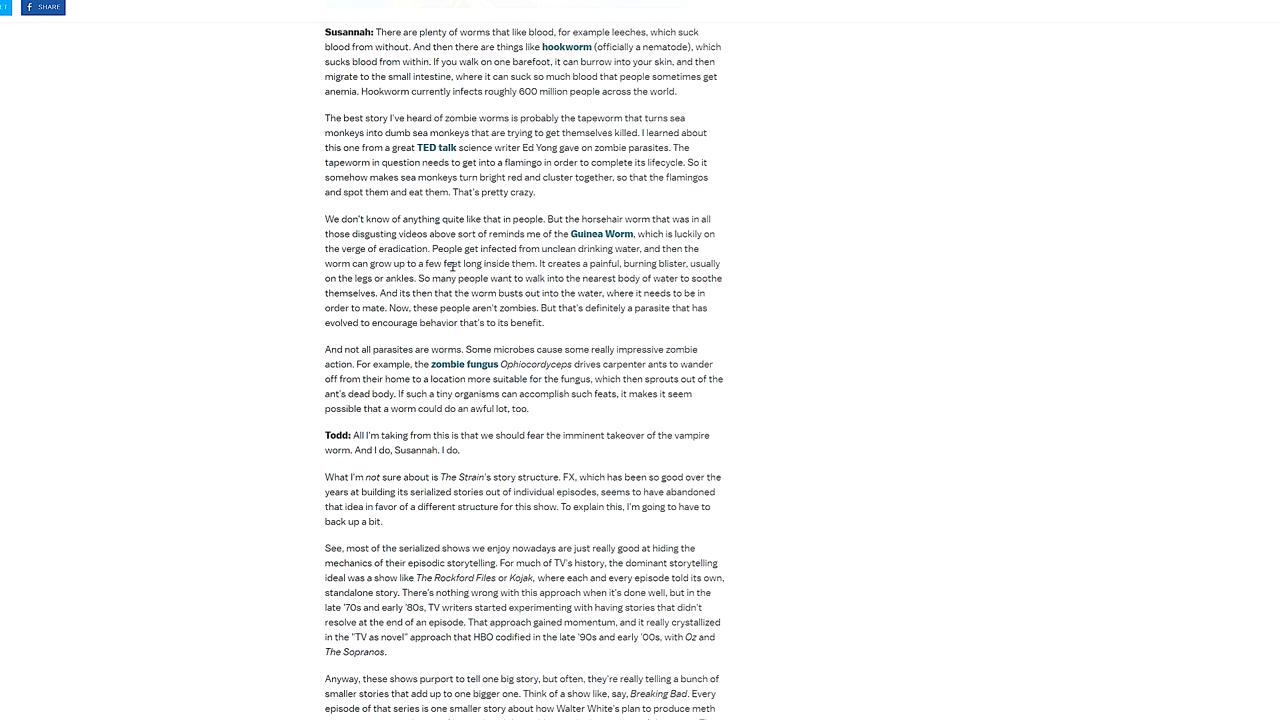 ET
SHARE
Susannah: There are plenty of worms that like blood, for example leeches, which suck
blood from without. And then there are things like hookworm (officially a nematode), which
sucks blood from within. If you walk on one barefoot, it can burrow into your skin, and then
migrate to the small intestine, where it can suck so much blood that people sometimes get
anemia. Hookworm currently infects roughly 600 million people across the world.
The best story I've heard of zombie worms is probably the tapeworm that turns sea
monkeys into dumb sea monkeys that are trying to get themselves killed. I learned about
this one from a great TED talk science writer Ed Yong gave on zombie parasites. The
tapeworm in question needs to get into a flamingo in order to complete its lifecycle. So it
somehow makes sea monkeys turn bright red and cluster together, so that the flamingos
and spot them and eat them. That's pretty crazy.
We don't know of anything quite like that in people. But the horsehair worm that was in all
those disgusting videos above sort of reminds me of the Guinea Worm, which is luckily on
the verge of eradication. People get infected from unclean drinking water, and then the
worm can grow up to a few feet long inside them. It creates a painful, burning blister, usually
on the legs or ankles. So many people want to walk into the nearest body of water to soothe
themselves. And its then that the worm busts out into the water, where it needs to be in
order to mate. Now, these people aren't zombies. But that's definitely a parasite that has
evolved to encourage behavior that's to its benefit.
And not all parasites are worms. Some microbes cause some really impressive zombie
action. For example, the zombie fungus Ophiocordyceps drives carpenter ants to wander
off from their home to a location more suitable for the fungus, which then sprouts out of the
ant's dead body. If such a tiny organisms can accomplish such feats, it makes it seem
possible that a worm could do an awful lot, too.
Todd: All I'm taking from this is that we should fear the imminent takeover of the vampire
worm. And I do, Susannah. I do.
What I'm not sure about is The Strain's story structure. FX, which has been so good over the
years at building its serialized stories out of individual episodes, seems to have abandoned
that idea in favor of a different structure for this show. To explain this, I'm going to have to
back up a bit.
See, most of the serialized shows we enjoy nowadays are just really good at hiding the
mechanics of their episodic storytelling. For much of TV's history, the dominant storytelling
ideal was a show like The Rockford Files or Kojak, where each and every episode told its own,
standalone story. There's nothing wrong with this approach when it's done well, but in the
late '70s and early '80s, TV writers started experimenting with having stories that didn't
resolve at the end of an episode. That approach gained momentum, and it really crystallized
in the "TV as novel" approach that HBO codified in the late '90s and early '00s, with Oz and
The Sopranos.
Anyway, these shows purport to tell one big story, but often, they're really telling a bunch of
smaller stories that add up to one bigger one. Think of a show like, say, Breaking Bad. Every
episode of that series is one smaller story about how Walter White's plan to produce meth